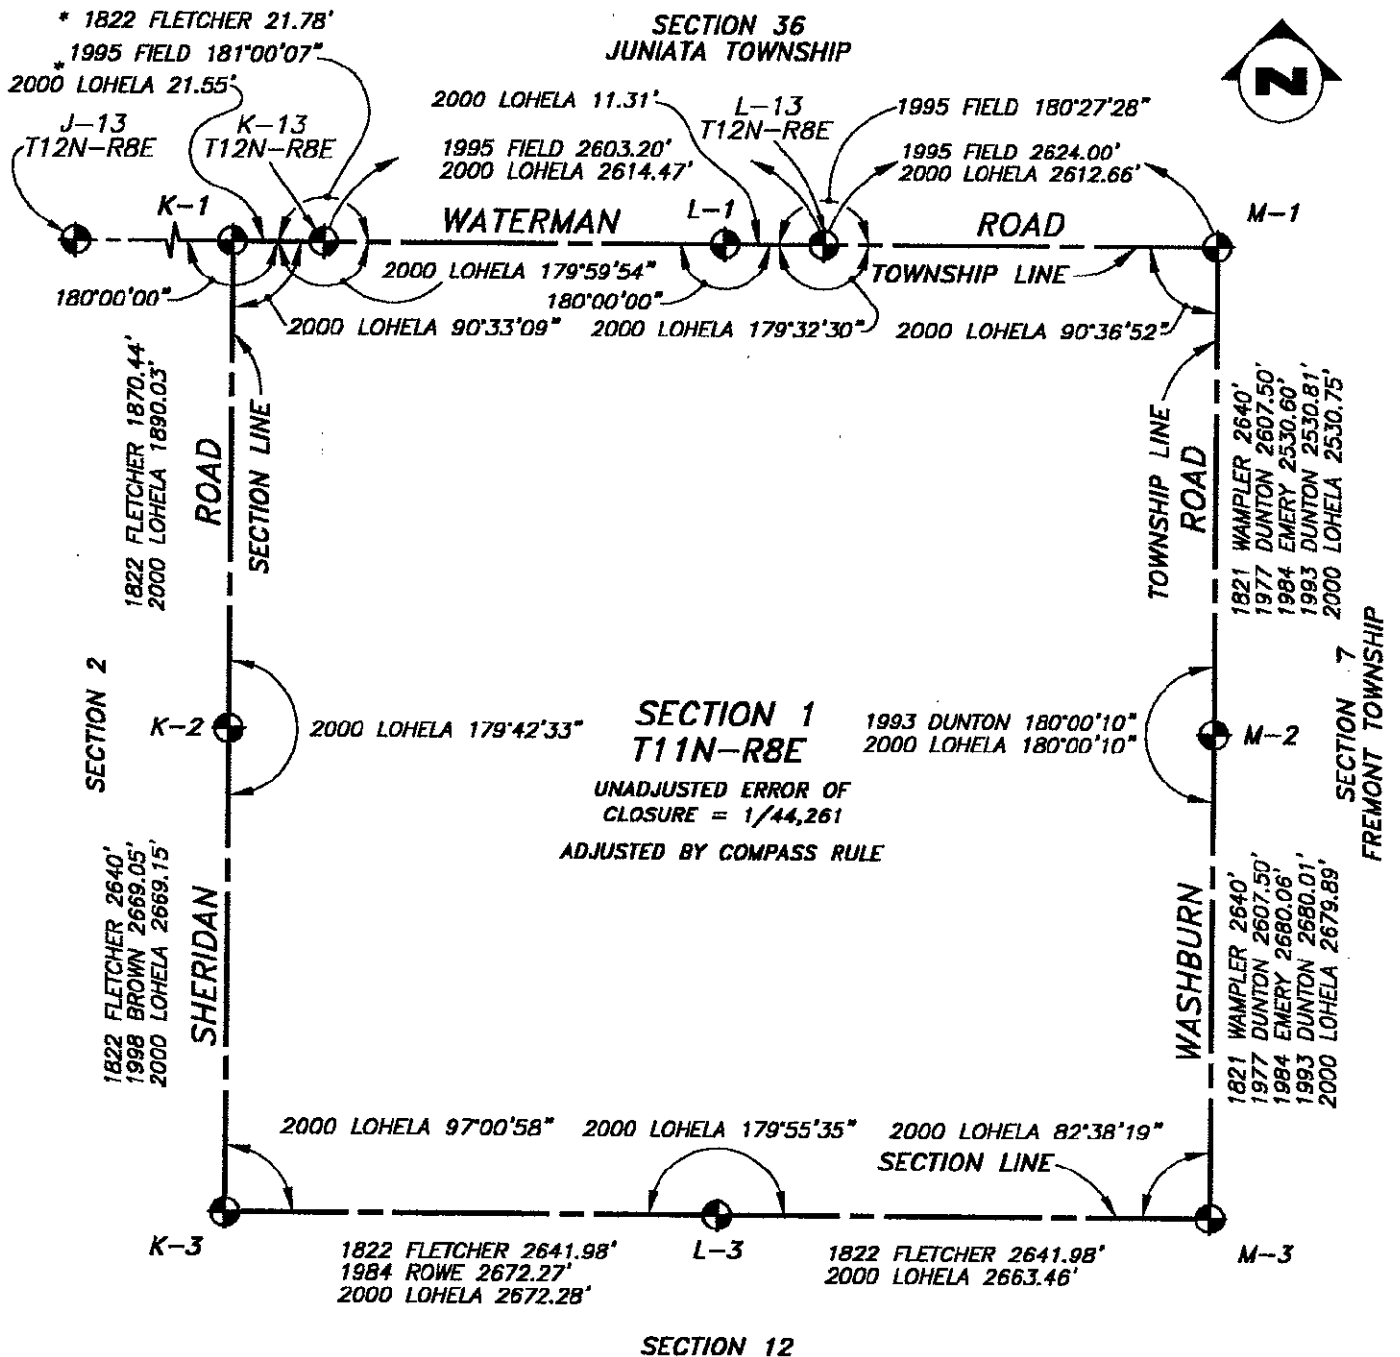 * 1822 FLETCHER 21.78'
1995 FIELD 181°00'07"
*
2000 LOHELA 21.55'
J-13
T12N-R8E
K-13
T12N-R8E
SECTION 36
JUNIATA TOWNSHIP
N
2000 LOHELA 11.31'
L-13
T12N-R8E
1995 FIELD 180°27'28"
1995 FIELD 2603.20'
2000 LOHELA 2614.47'
1995 FIELD 2624.00'
2000 LOHELA 2612.66'
K-1
WATERMAN
L-1
ROAD
M-1
2000 LOHELA 179°59'54"
TOWNSHIP LINE
180°00'00"
180°00'00"
2000 LOHELA 90°33'09"
2000 LOHELA 179°32'30"
2000 LOHELA 90°36'52"
1822 FLETCHER 1870.44'
2000 LOHELA 1890.03'
ROAD
SECTION LINE
TOWNSHIP LINE
ROAD
1821 WAMPLER 2640'
1977 DUNTON 2607.50'
1984 EMERY 2530.60'
1993 DUNTON 2530.81'
2000 LOHELA 2530.75'
SECTION 2
K-2
2000 LOHELA 179°42'33"
SECTION 1
T11N-R8E
UNADJUSTED ERROR OF
CLOSURE = 1/44,261
ADJUSTED BY COMPASS RULE
1993 DUNTON 180°00'10"
2000 LOHELA 180°00'10"
M-2
SECTION 7
FREMONT TOWNSHIP
1822 FLETCHER 2640'
1998 BROWN 2669.05'
2000 LOHELA 2669.15'
SHERIDAN
WASHBURN
1821 WAMPLER 2640'
1977 DUNTON 2607.50'
1984 EMERY 2680.06'
1993 DUNTON 2680.01'
2000 LOHELA 2679.89'
2000 LOHELA 97°00'58"
2000 LOHELA 179°55'35"
2000 LOHELA 82°38'19"
SECTION LINE
K-3
L-3
M-3
1822 FLETCHER 2641.98'
1984 ROWE 2672.27'
2000 LOHELA 2672.28'
1822 FLETCHER 2641.98'
2000 LOHELA 2663.46'
SECTION 12